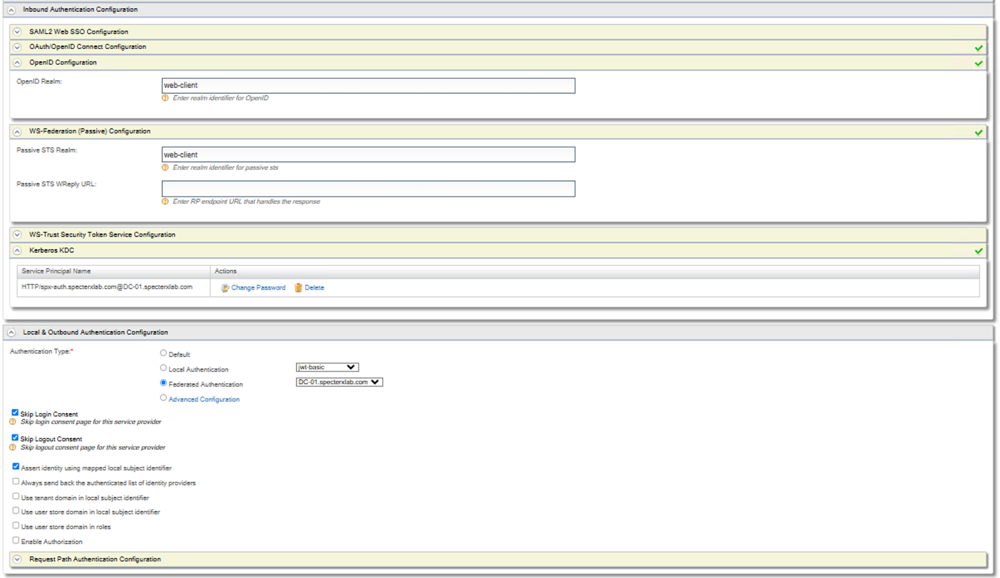 Inbound Authentication Configuration
SAML2 Web SSO Configuration
OAuth/OpenID Connect Configuration
OpenID Configuration
OpenID Realm:
web-client
Enter realm identifier for OpenID
WS-Federation (Passive) Configuration
Passive STS Realm:
web-client
Enter realm identifier for passive sts
Passive STS WReply URL:
Enter RP endpoint URL that handles the response
WS-Trust Security Token Service Configuration
Kerberos KDC
Service Principal Name Actions
HTTP/spx-auth.specterxlab.com@DC-01.specterxlab.com Change Password Delete
Local & Outbound Authentication Configuration
Authentication Type:*
Default
Local Authentication jwt-basic
Federated Authentication DC-01.specterxlab.com
Advanced Configuration
Skip Login Consent
Skip login consent page for this service provider
Skip Logout Consent
Skip logout consent page for this service provider
Assert identity using mapped local subject identifier
Always send back the authenticated list of identity providers
Use tenant domain in local subject identifier
Use user store domain in local subject identifier
Use user store domain in roles
Enable Authorization
Request Path Authentication Configuration